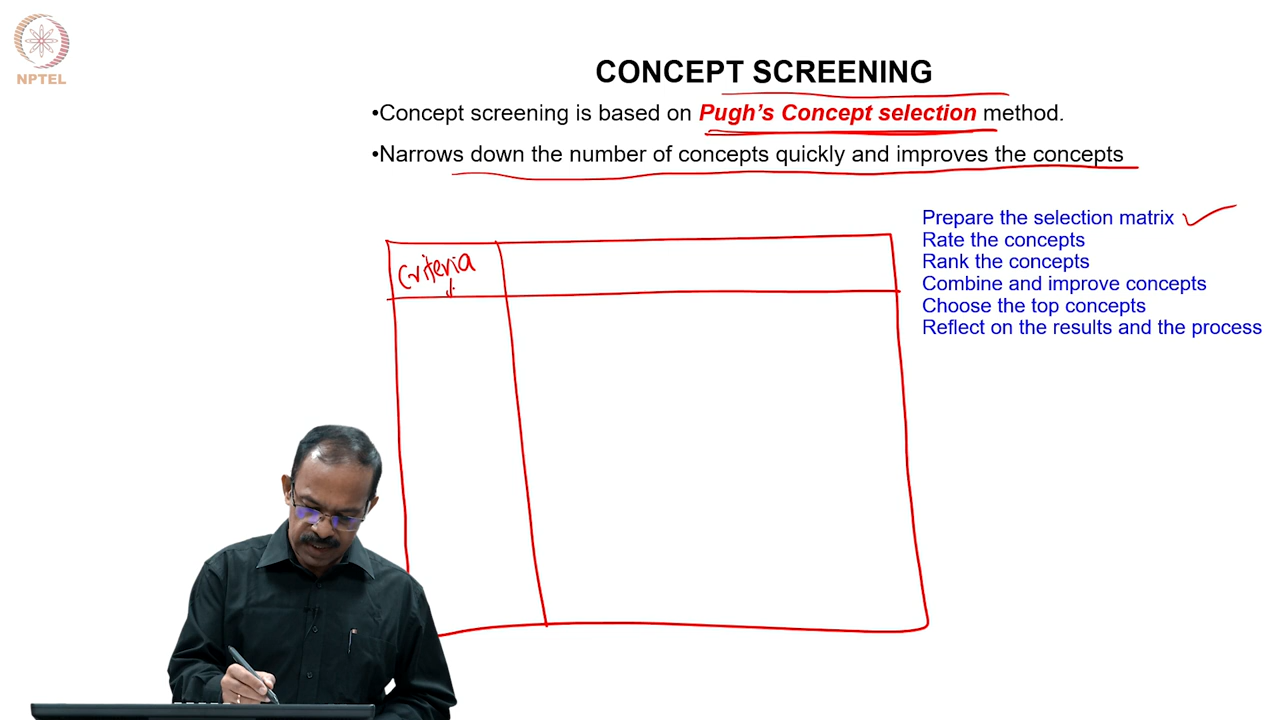 NPTEL
CONCEPT SCREENING
•Concept screening is based on Pugh's Concept selection method.
•Narrows down the number of concepts quickly and improves the concepts
Prepare the selection matrix
Rate the concepts
Rank the concepts
Combine and improve concepts
Choose the top concepts
Reflect on the results and the process
Criteria